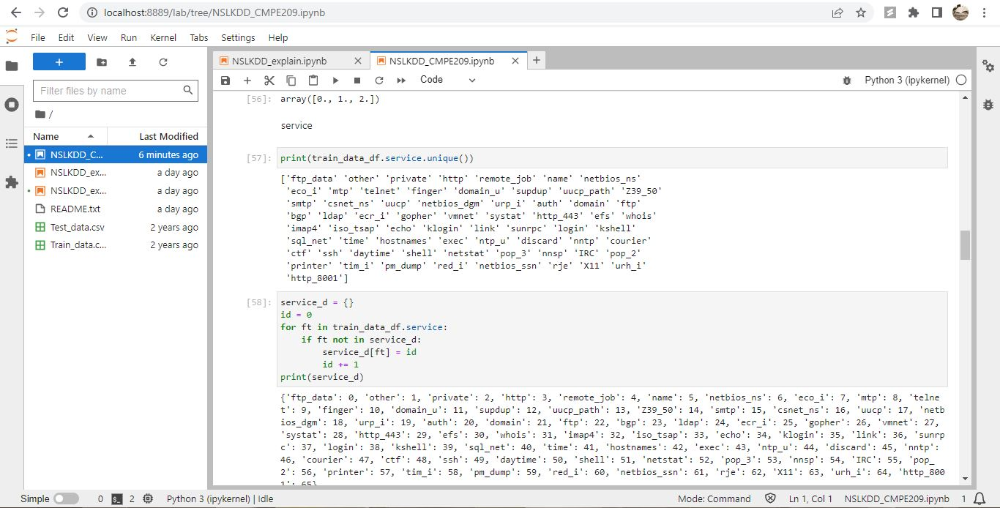 localhost:8889/lab/tree/NSLKDD_CMPE209.ipynb
File Edit View Run Kernel Tabs Settings Help
+
Filter files by name
/
Name Last Modified
NSLKDD_C... 6 minutes ago
NSLKDD_ex... a day ago
NSLKDD_ex... a day ago
README.txt a day ago
Test_data.csv 2 years ago
Train_data.c... 2 years ago
NSLKDD_explain.ipynb NSLKDD_CMPE209.ipynb
Code Python 3 (ipykernel)
[56]: array([0., 1., 2.])
service
[57]: print(train_data_df.service.unique())
['ftp_data' 'other' 'private' 'http' 'remote_job' 'name' 'netbios_ns'
'eco_i' 'mtp' 'telnet' 'finger' 'domain_u' 'supdup' 'uucp_path' 'Z39_50'
'smtp' 'csnet_ns' 'uucp' 'netbios_dgm' 'urp_i' 'auth' 'domain' 'ftp'
'bgp' 'ldap' 'ecr_i' 'gopher' 'vmnet' 'systat' 'http_443' 'efs' 'whois'
'imap4' 'iso_tsap' 'echo' 'klogin' 'link' 'sunrpc' 'login' 'kshell'
'sql_net' 'time' 'hostnames' 'exec' 'ntp_u' 'discard' 'nntp' 'courier'
'ctf' 'ssh' 'daytime' 'shell' 'netstat' 'pop_3' 'nnsp' 'IRC' 'pop_2'
'printer' 'tim_i' 'pm_dump' 'red_i' 'netbios_ssn' 'rje' 'X11' 'urh_i'
'http_8001']
[58]: service_d = {}
id = 0
for ft in train_data_df.service:
    if ft not in service_d:
        service_d[ft] = id
        id += 1
print(service_d)
{'ftp_data': 0, 'other': 1, 'private': 2, 'http': 3, 'remote_job': 4, 'name': 5, 'netbios_ns': 6, 'eco_i': 7, 'mtp': 8, 'telne
t': 9, 'finger': 10, 'domain_u': 11, 'supdup': 12, 'uucp_path': 13, 'Z39_50': 14, 'smtp': 15, 'csnet_ns': 16, 'uucp': 17, 'netb
ios_dgm': 18, 'urp_i': 19, 'auth': 20, 'domain': 21, 'ftp': 22, 'bgp': 23, 'ldap': 24, 'ecr_i': 25, 'gopher': 26, 'vmnet': 27,
'systat': 28, 'http_443': 29, 'efs': 30, 'whois': 31, 'imap4': 32, 'iso_tsap': 33, 'echo': 34, 'klogin': 35, 'link': 36, 'sunrp
c': 37, 'login': 38, 'kshell': 39, 'sql_net': 40, 'time': 41, 'hostnames': 42, 'exec': 43, 'ntp_u': 44, 'discard': 45, 'nntp':
46, 'courier': 47, 'ctf': 48, 'ssh': 49, 'daytime': 50, 'shell': 51, 'netstat': 52, 'pop_3': 53, 'nnsp': 54, 'IRC': 55, 'pop_
2': 56, 'printer': 57, 'tim_i': 58, 'pm_dump': 59, 'red_i': 60, 'netbios_ssn': 61, 'rje': 62, 'X11': 63, 'urh_i': 64, 'http_800
1': 65}
Simple 0 2 Python 3 (ipykernel) | Idle Mode: Command Ln 1, Col 1 NSLKDD_CMPE209.ipynb 1